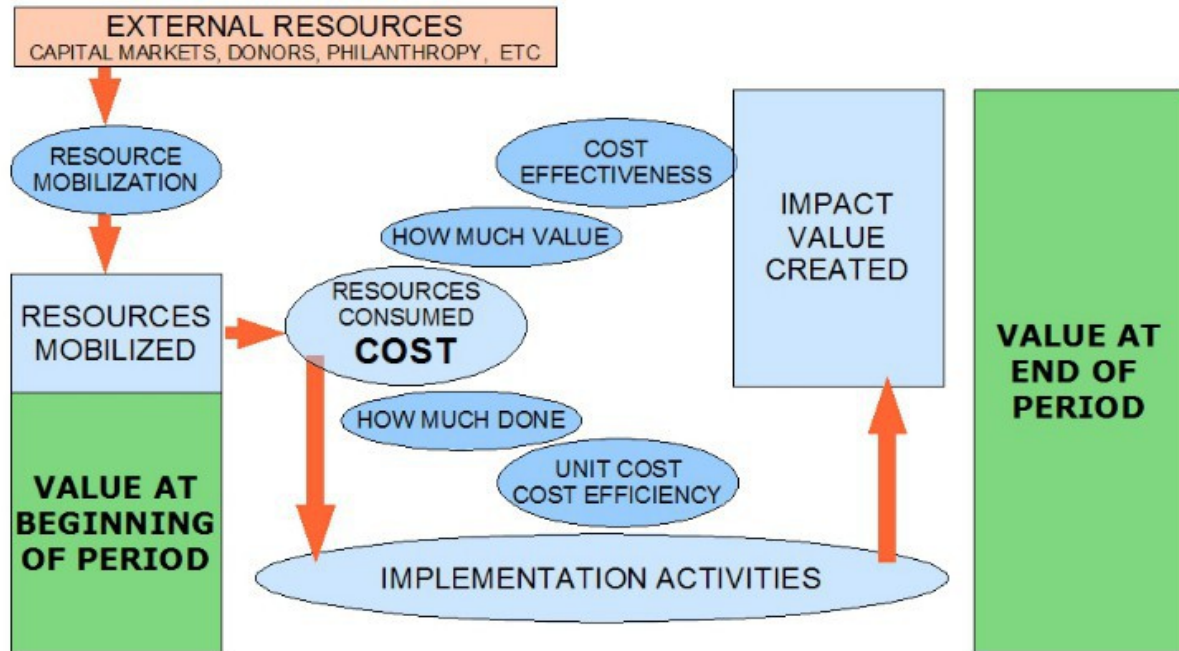 EXTERNAL RESOURCES
CAPITAL MARKETS, DONORS, PHILANTHROPY, ETC
RESOURCE
MOBILIZATION
COST
EFFECTIVENESS
IMPACT
VALUE
CREATED
HOW MUCH VALUE
RESOURCES
MOBILIZED
RESOURCES
CONSUMED
COST
VALUE AT
END OF
PERIOD
HOW MUCH DONE
UNIT COST
COST EFFICIENCY
VALUE AT
BEGINNING
OF PERIOD
IMPLEMENTATION ACTIVITIES